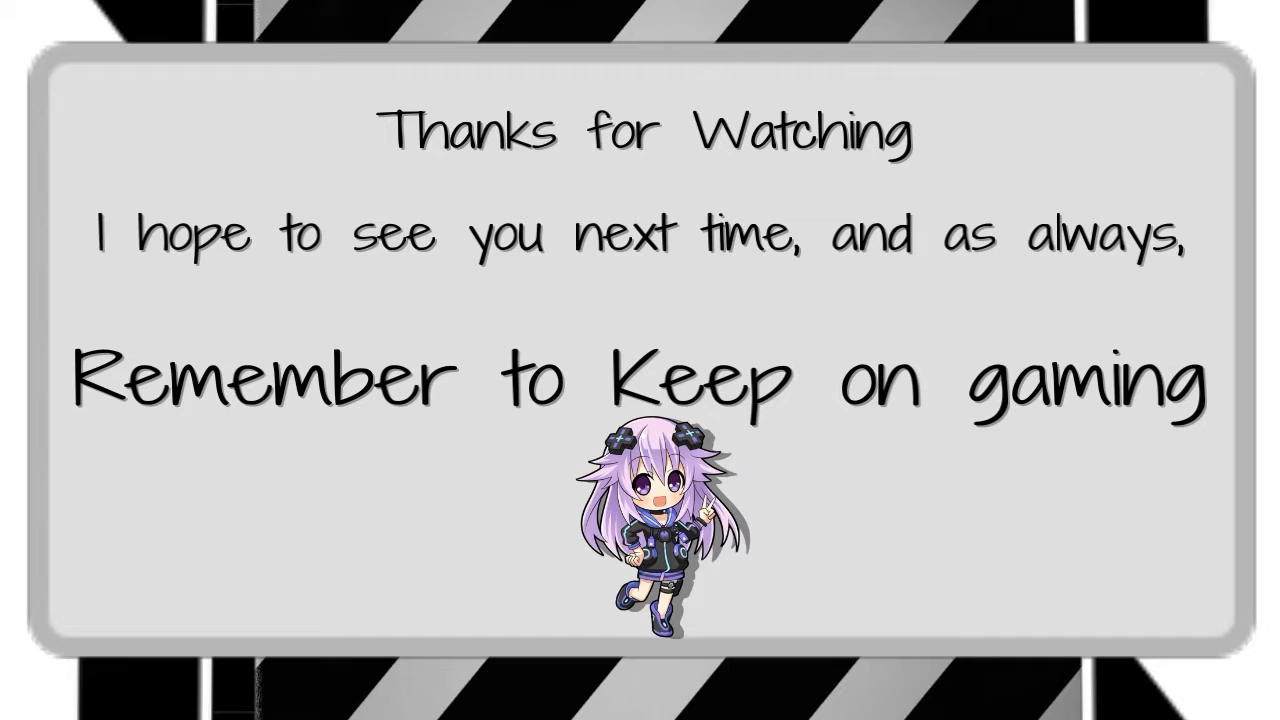 Thanks for Watching
I hope to see you next time, and as always,
Remember to Keep on gaming